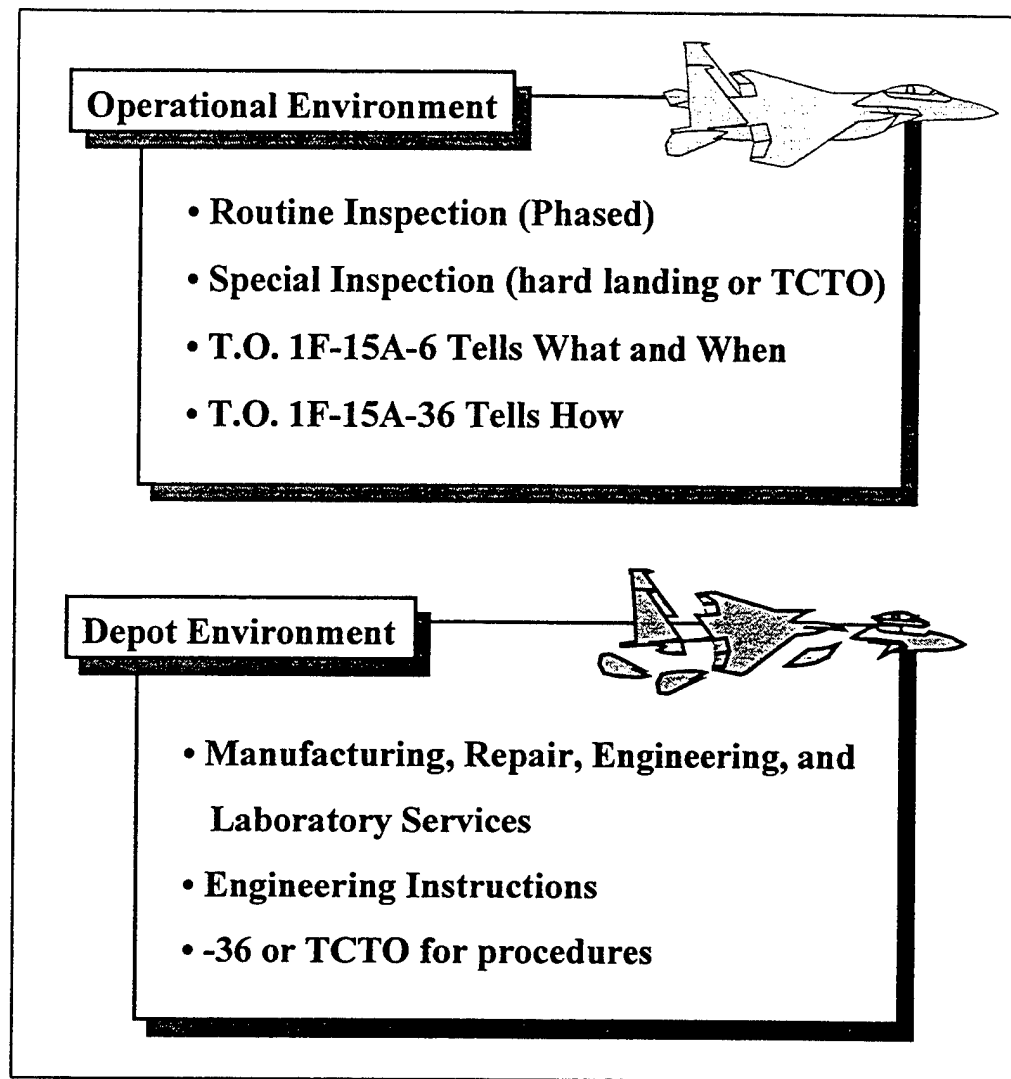 Operational Environment
• Routine Inspection (Phased)
• Special Inspection (hard landing or TCTO)
• T.O. 1F-15A-6 Tells What and When
• T.O. 1F-15A-36 Tells How
Depot Environment
• Manufacturing, Repair, Engineering, and
Laboratory Services
• Engineering Instructions
• -36 or TCTO for procedures